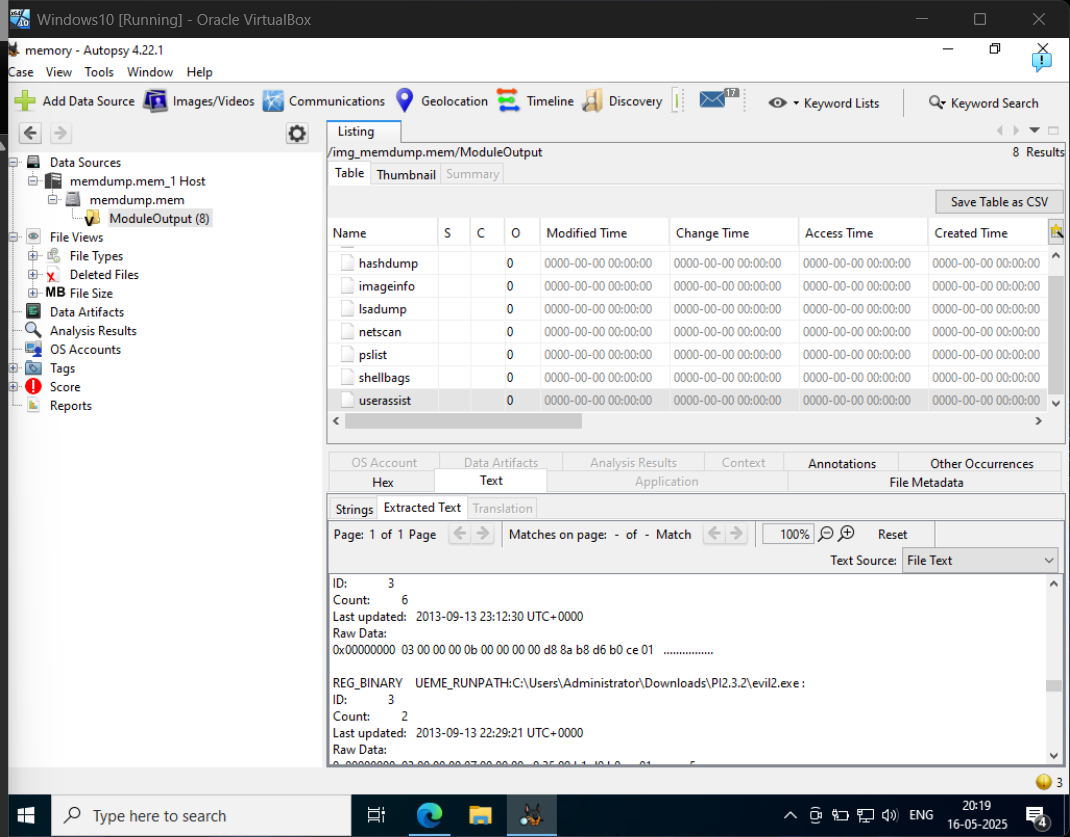 Windows10 [Running] - Oracle VirtualBox
memory - Autopsy 4.22.1
Case View Tools Window Help
Add Data Source Images/Videos Communications Geolocation Timeline Discovery 17 Keyword Lists Keyword Search
Listing
/img_memdump.mem/ModuleOutput 8 Results
Table Thumbnail Summary
Save Table as CSV
Data Sources
memdump.mem_1 Host
memdump.mem
ModuleOutput (8)
File Views
File Types
Deleted Files
MB File Size
Data Artifacts
Analysis Results
OS Accounts
Tags
Score
Reports
Name S C O Modified Time Change Time Access Time Created Time
hashdump 0 0000-00-00 00:00:00 0000-00-00 00:00:00 0000-00-00 00:00:00 0000-00-00 00:00:00
imageinfo 0 0000-00-00 00:00:00 0000-00-00 00:00:00 0000-00-00 00:00:00 0000-00-00 00:00:00
lsadump 0 0000-00-00 00:00:00 0000-00-00 00:00:00 0000-00-00 00:00:00 0000-00-00 00:00:00
netscan 0 0000-00-00 00:00:00 0000-00-00 00:00:00 0000-00-00 00:00:00 0000-00-00 00:00:00
pslist 0 0000-00-00 00:00:00 0000-00-00 00:00:00 0000-00-00 00:00:00 0000-00-00 00:00:00
shellbags 0 0000-00-00 00:00:00 0000-00-00 00:00:00 0000-00-00 00:00:00 0000-00-00 00:00:00
userassist 0 0000-00-00 00:00:00 0000-00-00 00:00:00 0000-00-00 00:00:00 0000-00-00 00:00:00
OS Account Data Artifacts Analysis Results Context Annotations Other Occurrences
Hex Text Application File Metadata
Strings Extracted Text Translation
Page: 1 of 1 Page Matches on page: - of - Match 100% Reset
Text Source: File Text
ID: 3
Count: 6
Last updated: 2013-09-13 23:12:30 UTC+0000
Raw Data:
0x00000000 03 00 00 00 0b 00 00 00 00 d8 8a b8 d6 b0 ce 01 ................
REG_BINARY UEME_RUNPATH:C:\Users\Administrator\Downloads\PI2.3.2\evil2.exe :
ID: 3
Count: 2
Last updated: 2013-09-13 22:29:21 UTC+0000
Raw Data:
3
Type here to search
ENG
20:19
16-05-2025
4